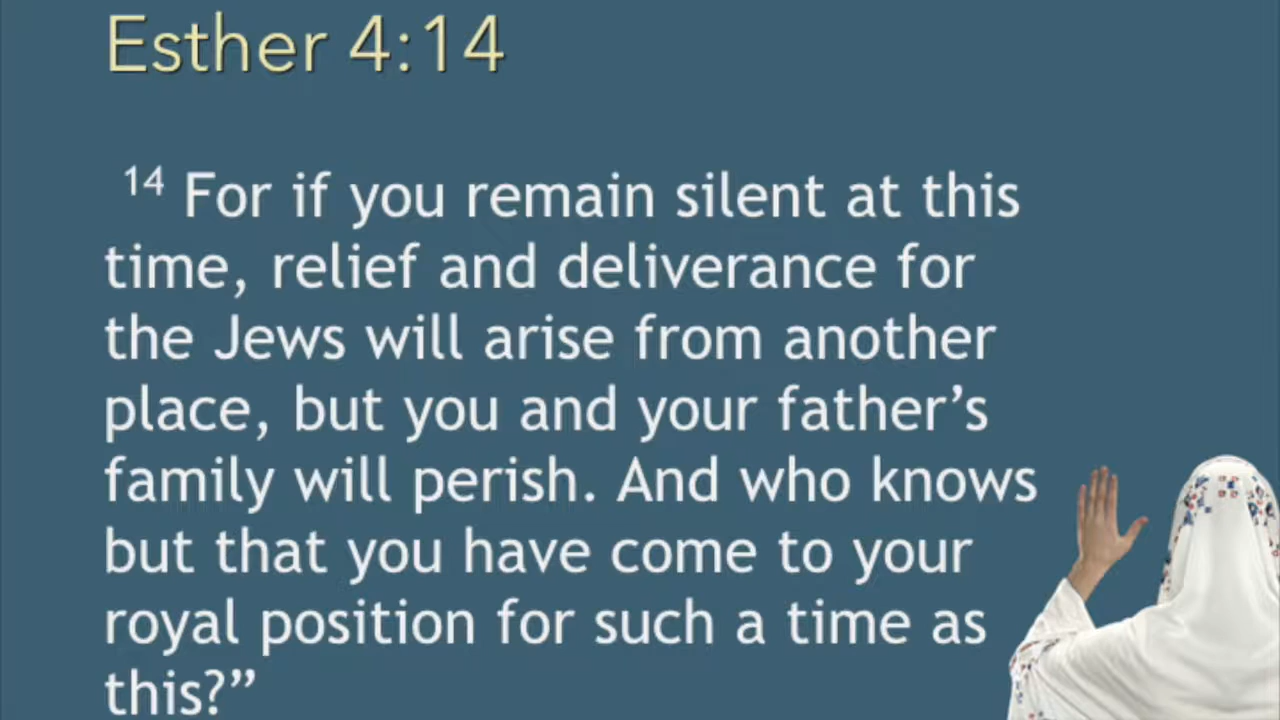 Esther 4:14
14 For if you remain silent at this
time, relief and deliverance for
the Jews will arise from another
place, but you and your father’s
family will perish. And who knows
but that you have come to your
royal position for such a time as
this?”